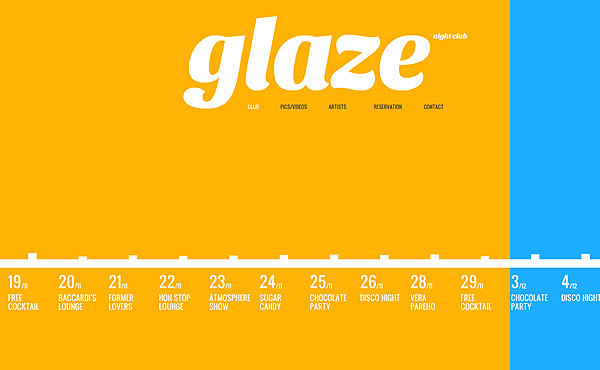 glaze
night club
CLUB PICS/VIDEOS ARTISTS RESERVATION CONTACT
19/11
FREE
COCKTAIL
20/11
BACCARDI'S
LOUNGE
21/11
FORMER
LOVERS
22/11
NON STOP
LOUNGE
23/11
ATMOSPHERE
SHOW
24/11
SUGAR
CANDY
25/11
CHOCOLATE
PARTY
26/11
DISCO NIGHT
28/11
VERA
PAREHO
29/11
FREE
COCKTAIL
3/12
CHOCOLATE
PARTY
4/12
DISCO NIGHT